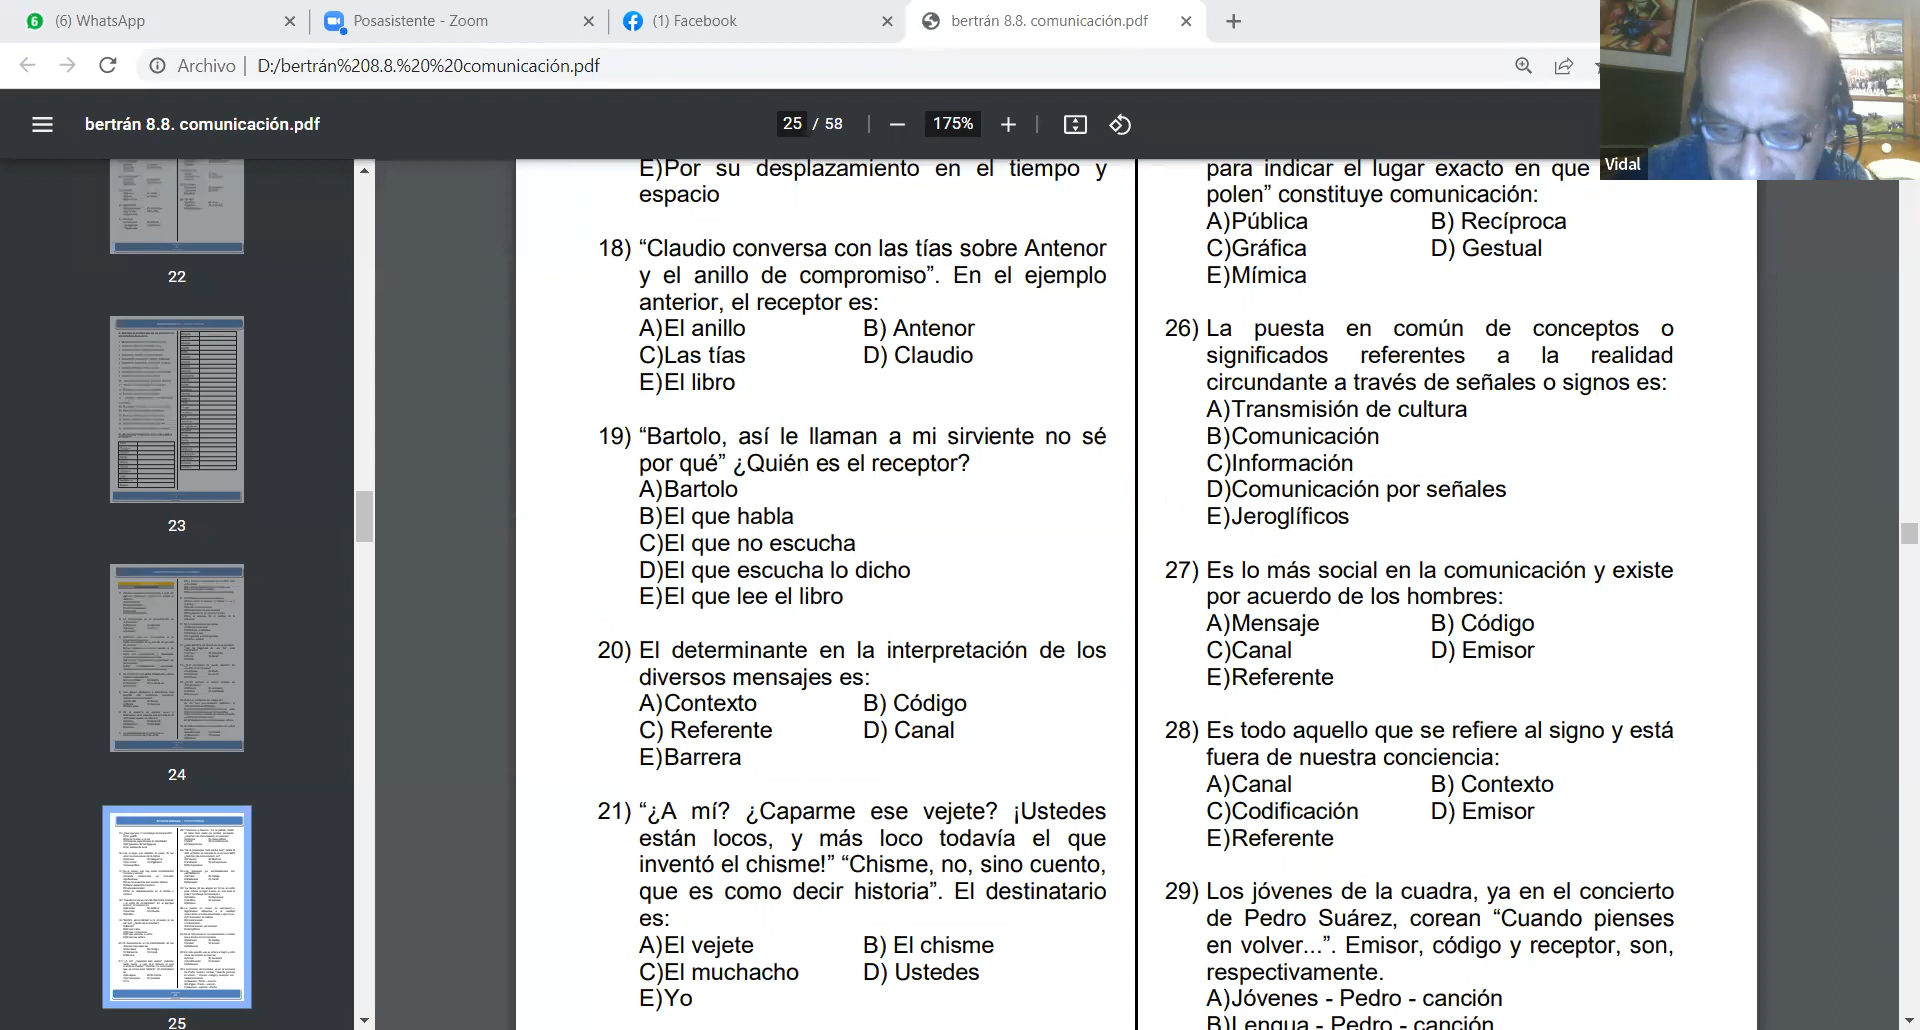 (6) WhatsApp
Posasistente - Zoom
(1) Facebook
bertrán 8.8. comunicación.pdf
Archivo
D:/bertrán%208.8.%20%20comunicación.pdf
bertrán 8.8. comunicación.pdf
25 / 58
175%
Vidal
22
23
24
25
E)Por su desplazamiento en el tiempo y
espacio
18) “Claudio conversa con las tías sobre Antenor
y el anillo de compromiso”. En el ejemplo
anterior, el receptor es:
A)El anillo B) Antenor
C)Las tías D) Claudio
E)El libro
19) “Bartolo, así le llaman a mi sirviente no sé
por qué” ¿Quién es el receptor?
A)Bartolo
B)El que habla
C)El que no escucha
D)El que escucha lo dicho
E)El que lee el libro
20) El determinante en la interpretación de los
diversos mensajes es:
A)Contexto B) Código
C) Referente D) Canal
E)Barrera
21) “¿A mí? ¿Caparme ese vejete? ¡Ustedes
están locos, y más loco todavía el que
inventó el chisme!” “Chisme, no, sino cuento,
que es como decir historia”. El destinatario
es:
A)El vejete B) El chisme
C)El muchacho D) Ustedes
E)Yo
para indicar el lugar exacto en que
polen” constituye comunicación:
A)Pública B) Recíproca
C)Gráfica D) Gestual
E)Mímica
26) La puesta en común de conceptos o
significados referentes a la realidad
circundante a través de señales o signos es:
A)Transmisión de cultura
B)Comunicación
C)Información
D)Comunicación por señales
E)Jeroglíficos
27) Es lo más social en la comunicación y existe
por acuerdo de los hombres:
A)Mensaje B) Código
C)Canal D) Emisor
E)Referente
28) Es todo aquello que se refiere al signo y está
fuera de nuestra conciencia:
A)Canal B) Contexto
C)Codificación D) Emisor
E)Referente
29) Los jóvenes de la cuadra, ya en el concierto
de Pedro Suárez, corean “Cuando pienses
en volver...”. Emisor, código y receptor, son,
respectivamente.
A)Jóvenes - Pedro - canción
B)Lengua - Pedro - canción